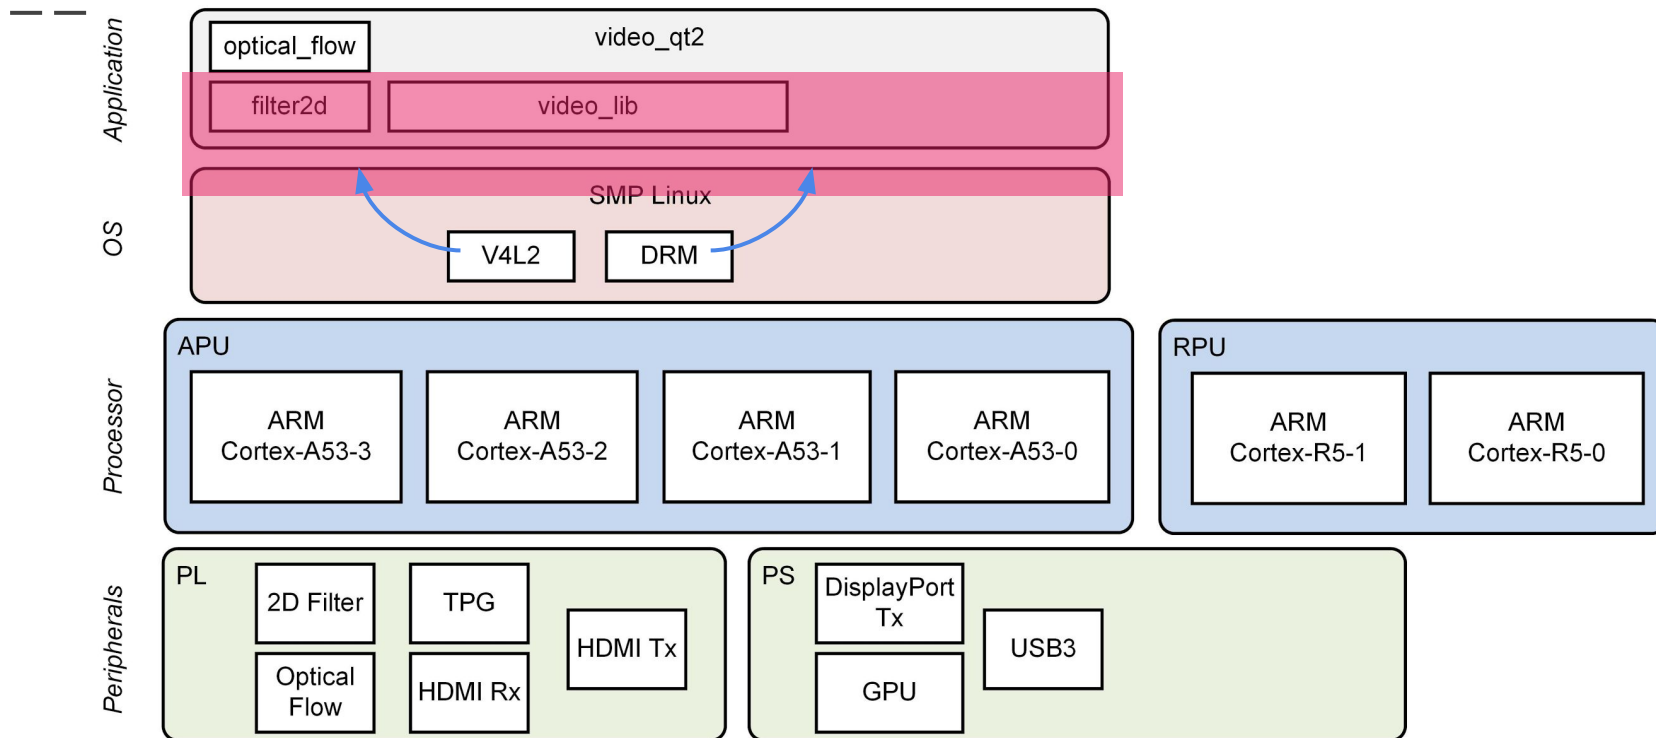 Application
optical_flow
video_qt2
filter2d
video_lib
OS
SMP Linux
V4L2
DRM
Processor
APU
ARM
Cortex-A53-3
ARM
Cortex-A53-2
ARM
Cortex-A53-1
ARM
Cortex-A53-0
RPU
ARM
Cortex-R5-1
ARM
Cortex-R5-0
Peripherals
PL
2D Filter
TPG
HDMI Tx
Optical
Flow
HDMI Rx
PS
DisplayPort
Tx
USB3
GPU